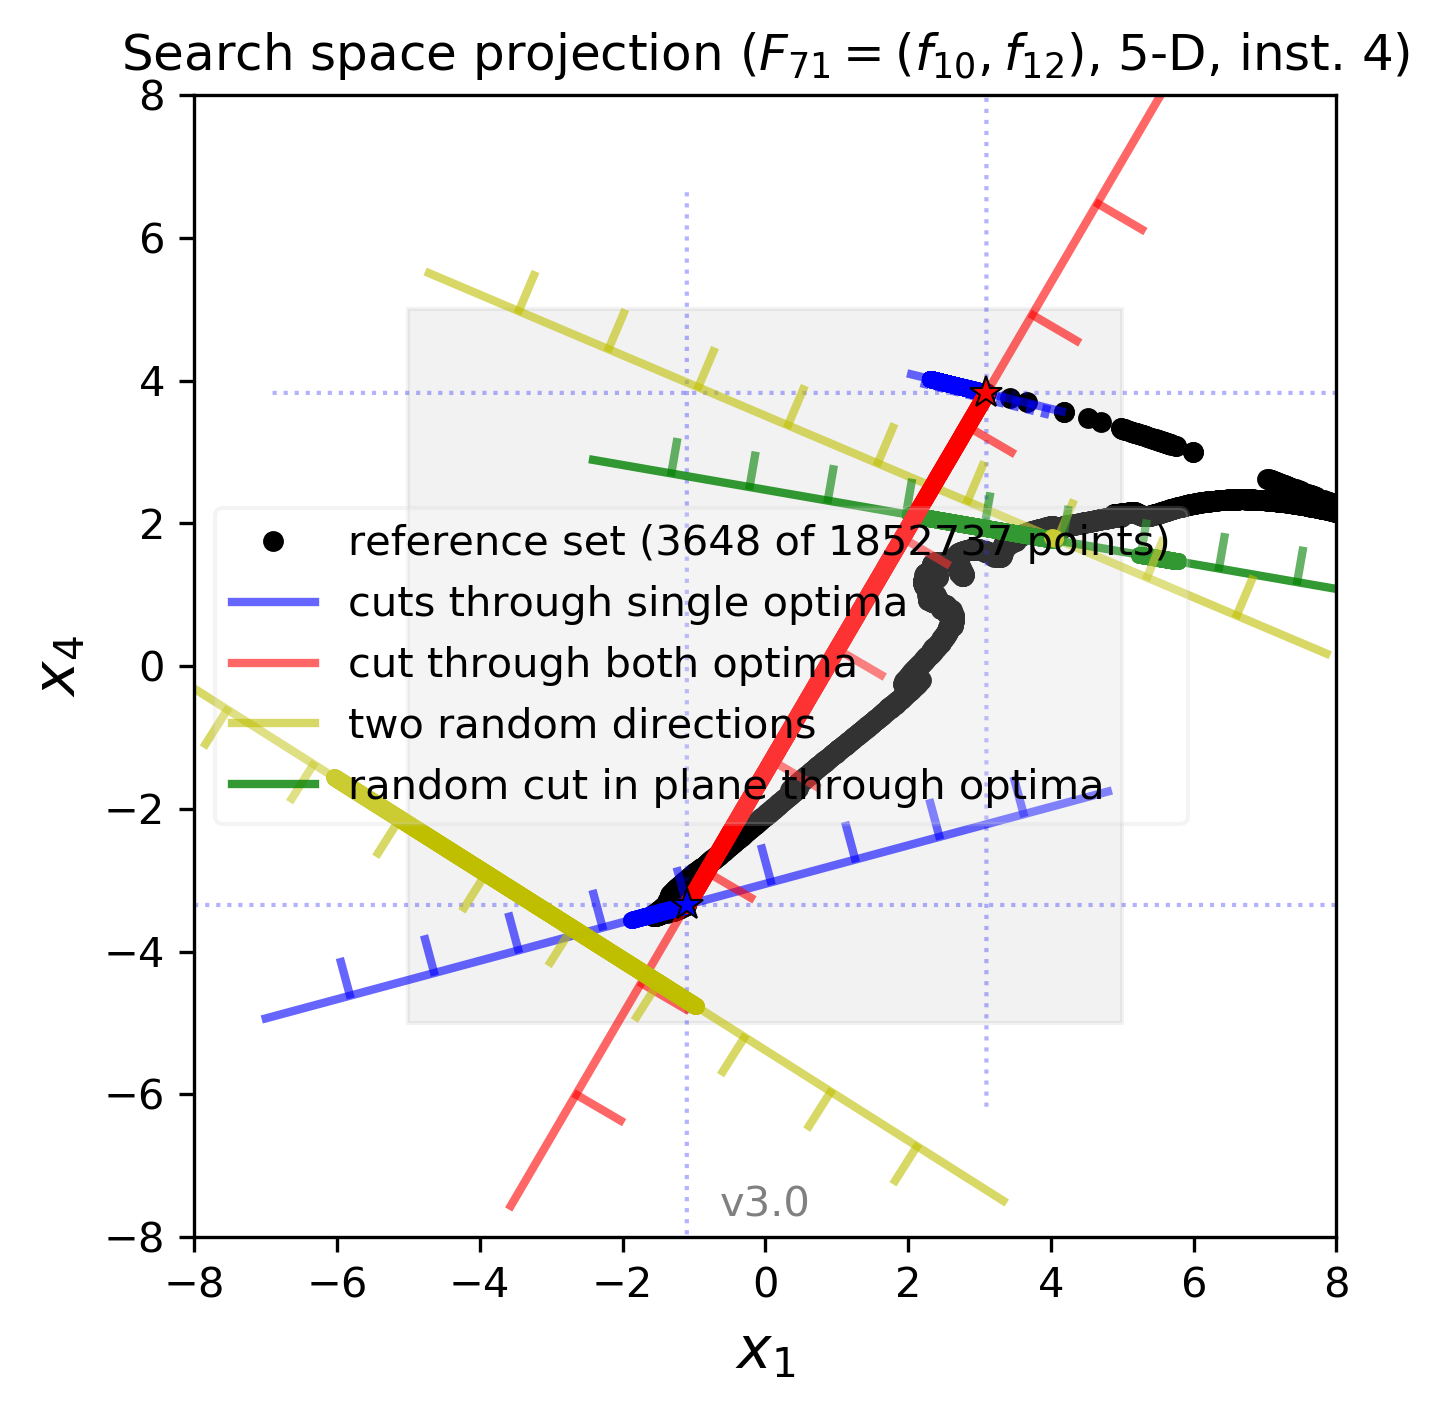 Search space projection (F71 = (f10, f12), 5-D, inst. 4)
8
6
4
2
0
−2
−4
−6
−8
x4
reference set (3648 of 1852737 points)
cuts through single optima
cut through both optima
two random directions
random cut in plane through optima
v3.0
−8 −6 −4 −2 0 2 4 6 8
x1